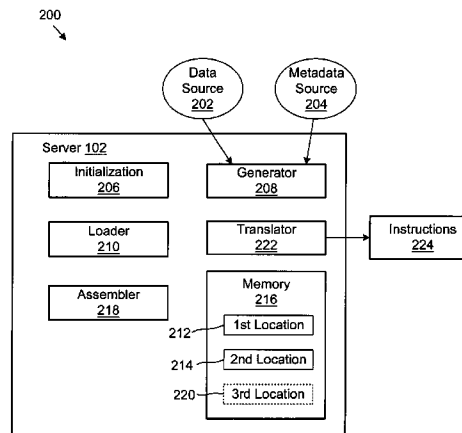 200
Data
Source
202
Metadata
Source
204
Server 102
Initialization
206
Generator
208
Loader
210
Translator
222
Instructions
224
Assembler
218
Memory
216
212
1st Location
214
2nd Location
220
3rd Location